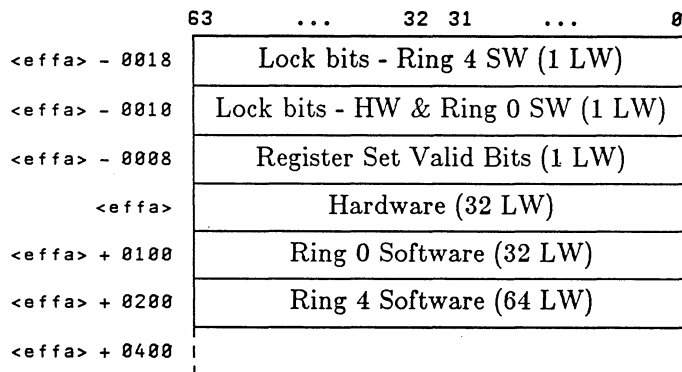 63 ... 32 31 ... 0
<effa> - 0018 Lock bits - Ring 4 SW (1 LW)
<effa> - 0010 Lock bits - HW & Ring 0 SW (1 LW)
<effa> - 0008 Register Set Valid Bits (1 LW)
<effa> Hardware (32 LW)
<effa> + 0100 Ring 0 Software (32 LW)
<effa> + 0200 Ring 4 Software (64 LW)
<effa> + 0400